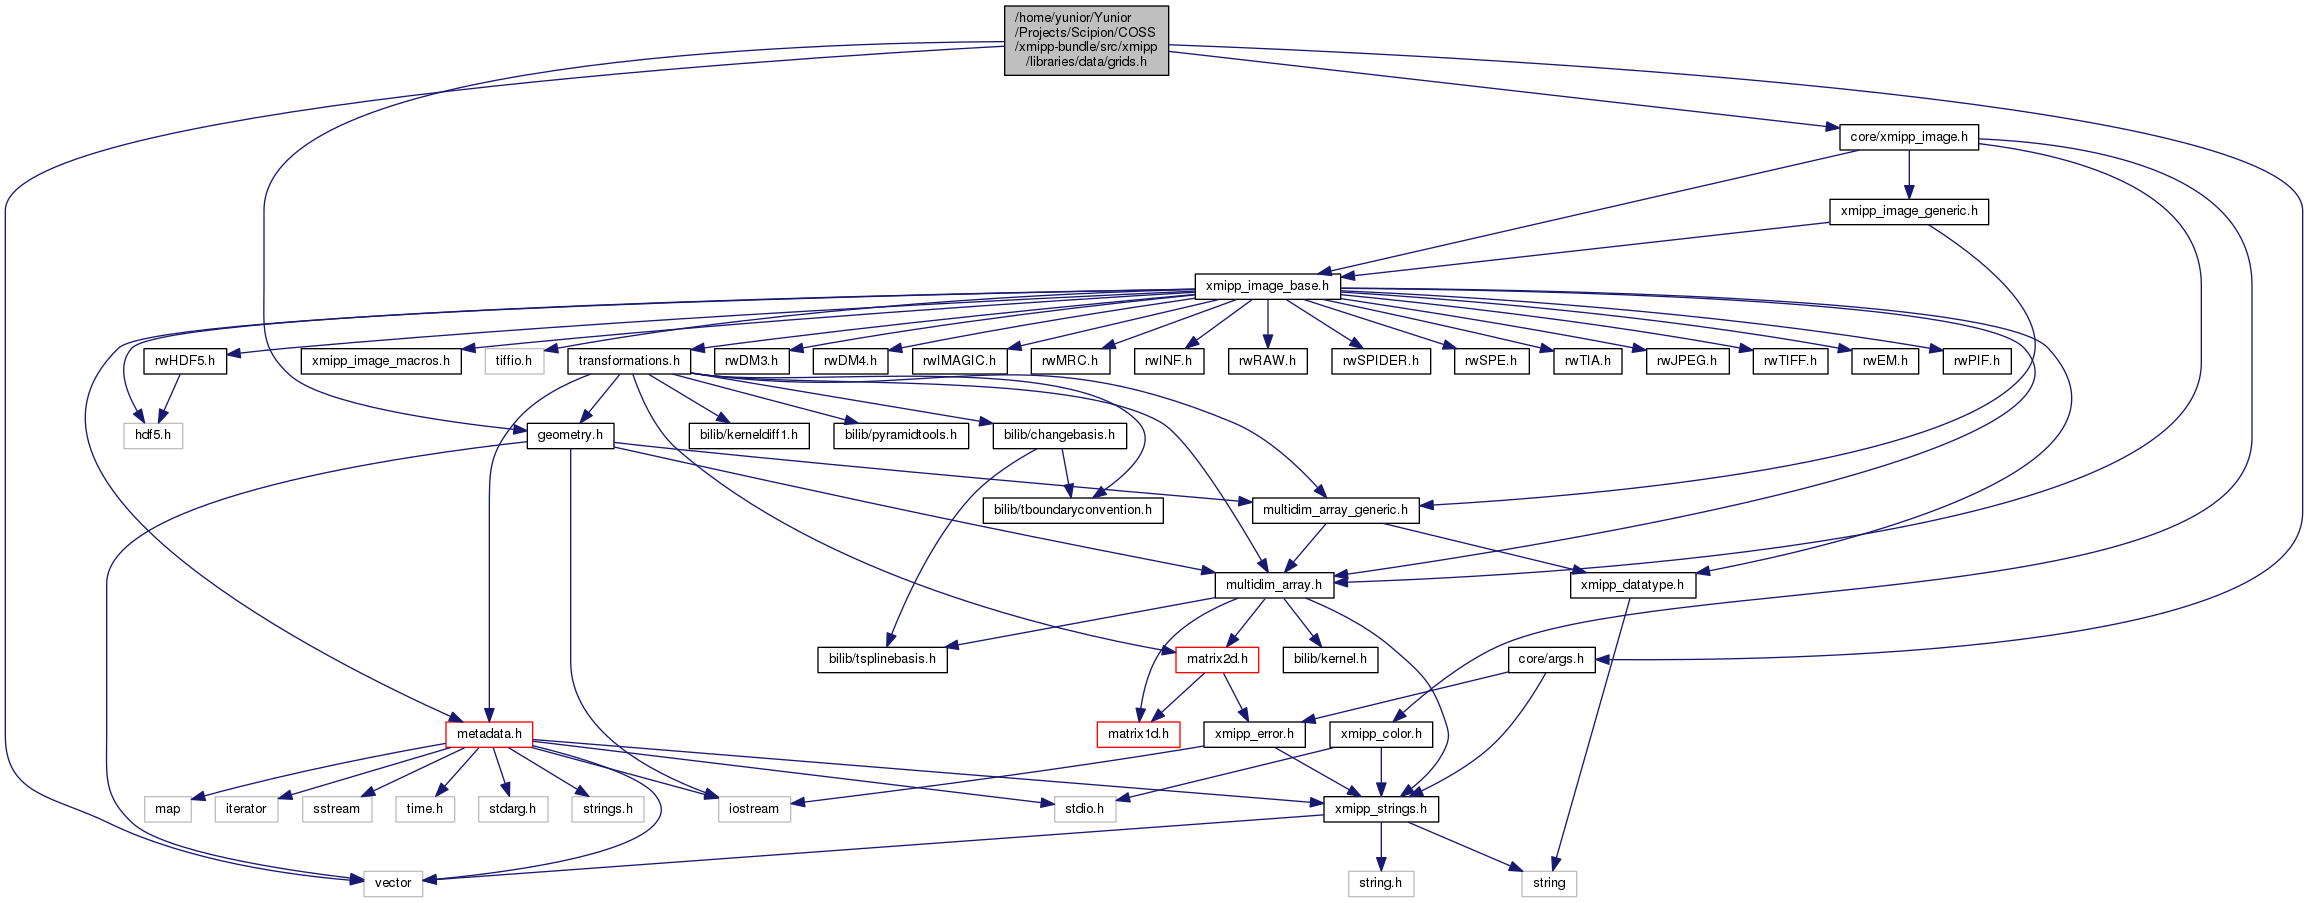 /home/yunior/Yunior
/Projects/Scipion/COSS
/xmipp-bundle/src/xmipp
/libraries/data/grids.h
core/xmipp_image.h
xmipp_image_generic.h
xmipp_image_base.h
rwHDF5.h
xmipp_image_macros.h
tiffio.h
transformations.h
rwDM3.h
rwDM4.h
rwIMAGIC.h
rwMRC.h
rwINF.h
rwRAW.h
rwSPIDER.h
rwSPE.h
rwTIA.h
rwJPEG.h
rwTIFF.h
rwEM.h
rwPIF.h
hdf5.h
geometry.h
bilib/kerneldiff1.h
bilib/pyramidtools.h
bilib/changebasis.h
bilib/tboundaryconvention.h
multidim_array_generic.h
multidim_array.h
xmipp_datatype.h
bilib/tsplinebasis.h
matrix2d.h
bilib/kernel.h
core/args.h
metadata.h
matrix1d.h
xmipp_error.h
xmipp_color.h
map
iterator
sstream
time.h
stdarg.h
strings.h
iostream
stdio.h
xmipp_strings.h
vector
string.h
string